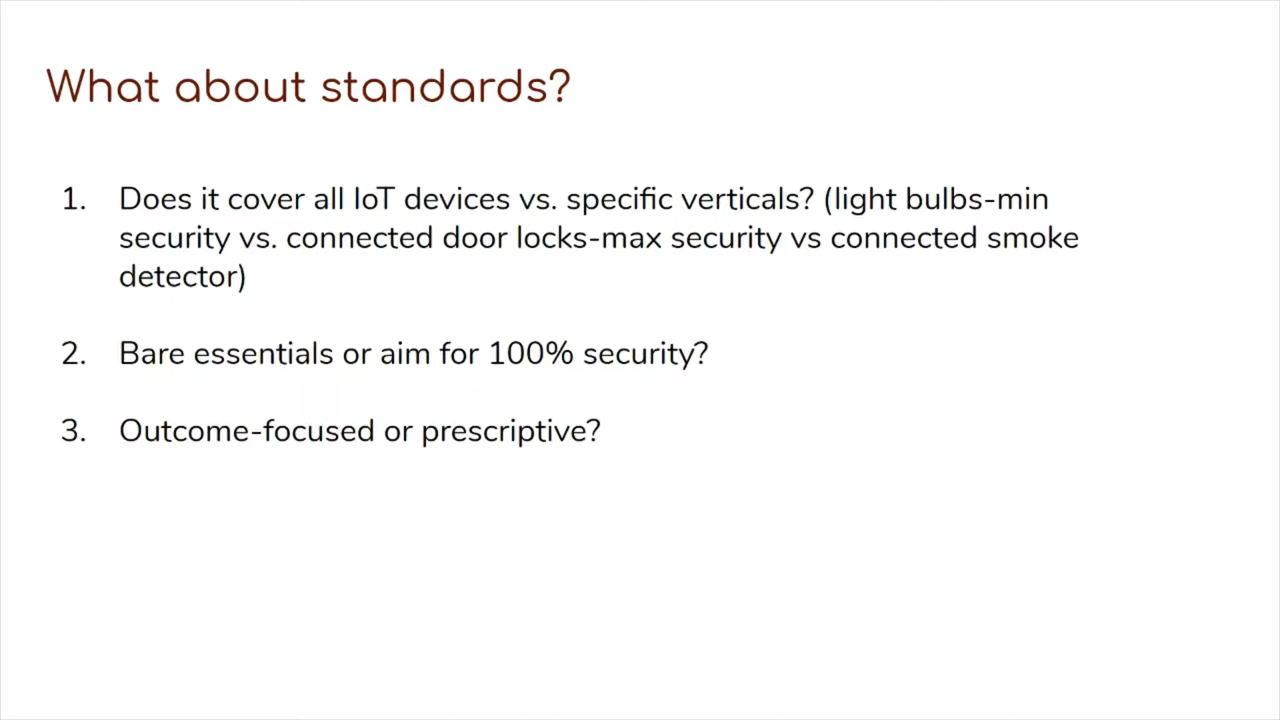 What about standards?
1. Does it cover all IoT devices vs. specific verticals? (light bulbs-min
security vs. connected door locks-max security vs connected smoke
detector)
2. Bare essentials or aim for 100% security?
3. Outcome-focused or prescriptive?